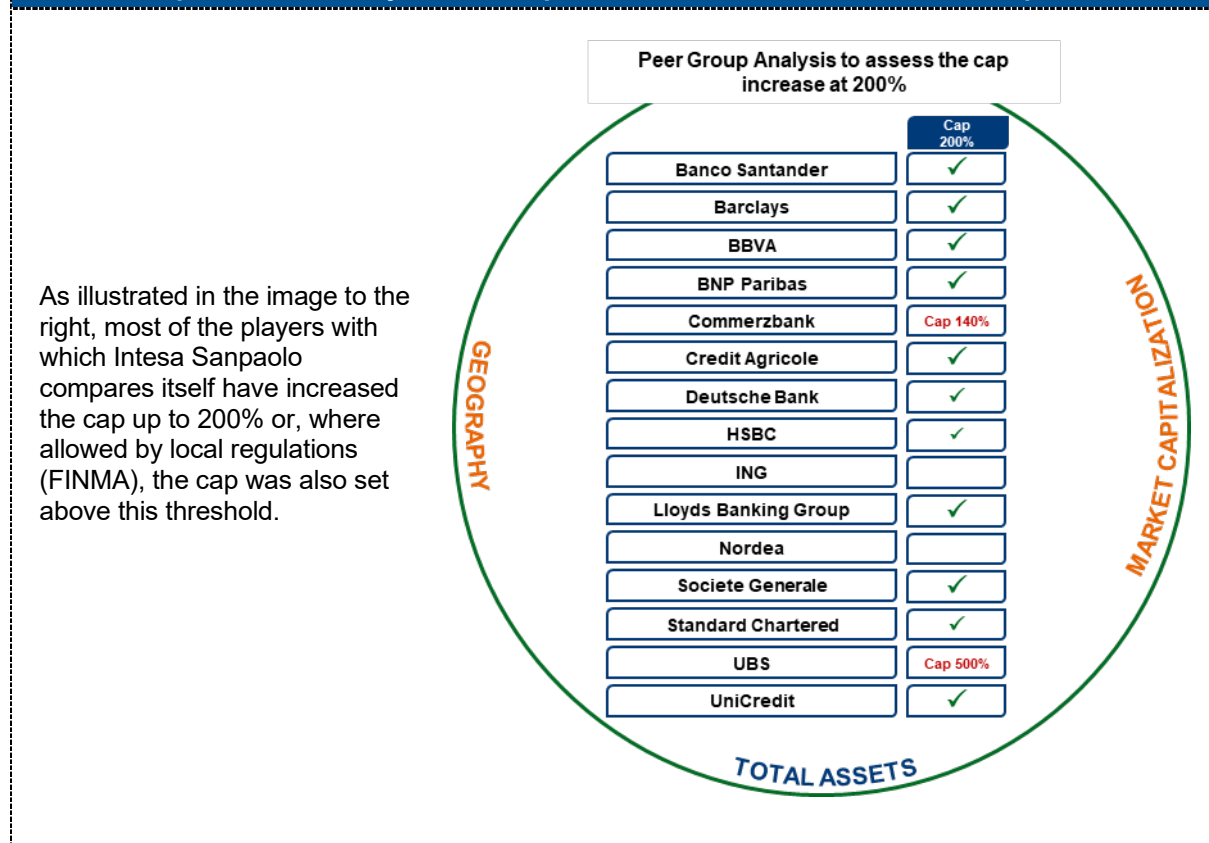 Peer Group Analysis to assess the cap
increase at 200%
Cap
200%
Banco Santander ✓
Barclays ✓
BBVA ✓
BNP Paribas ✓
Commerzbank Cap 140%
Credit Agricole ✓
Deutsche Bank ✓
HSBC ✓
ING
Lloyds Banking Group ✓
Nordea
Societe Generale ✓
Standard Chartered ✓
UBS Cap 500%
UniCredit ✓
As illustrated in the image to the
right, most of the players with
which Intesa Sanpaolo
compares itself have increased
the cap up to 200% or, where
allowed by local regulations
(FINMA), the cap was also set
above this threshold.
GEOGRAPHY
MARKET CAPITALIZATION
TOTAL ASSETS